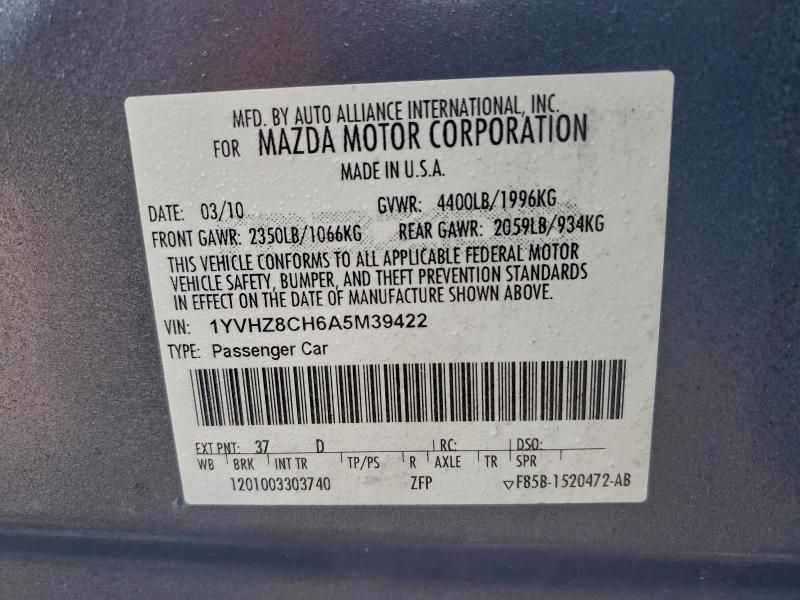 MFD. BY AUTO ALLIANCE INTERNATIONAL, INC.
FOR MAZDA MOTOR CORPORATION
MADE IN U.S.A.
DATE: 03/10 GVWR: 4400LB/1996KG
FRONT GAWR: 2350LB/1066KG REAR GAWR: 2059LB/934KG
THIS VEHICLE CONFORMS TO ALL APPLICABLE FEDERAL MOTOR
VEHICLE SAFETY, BUMPER, AND THEFT PREVENTION STANDARDS
IN EFFECT ON THE DATE OF MANUFACTURE SHOWN ABOVE.
VIN: 1YVHZ8CH6A5M39422
TYPE: Passenger Car
EXT PNT: 37 D RC: DSO:
WB BRK INT TR TP/PS R AXLE TR SPR
1201003303740 ZFP ▽F85B-1520472-AB